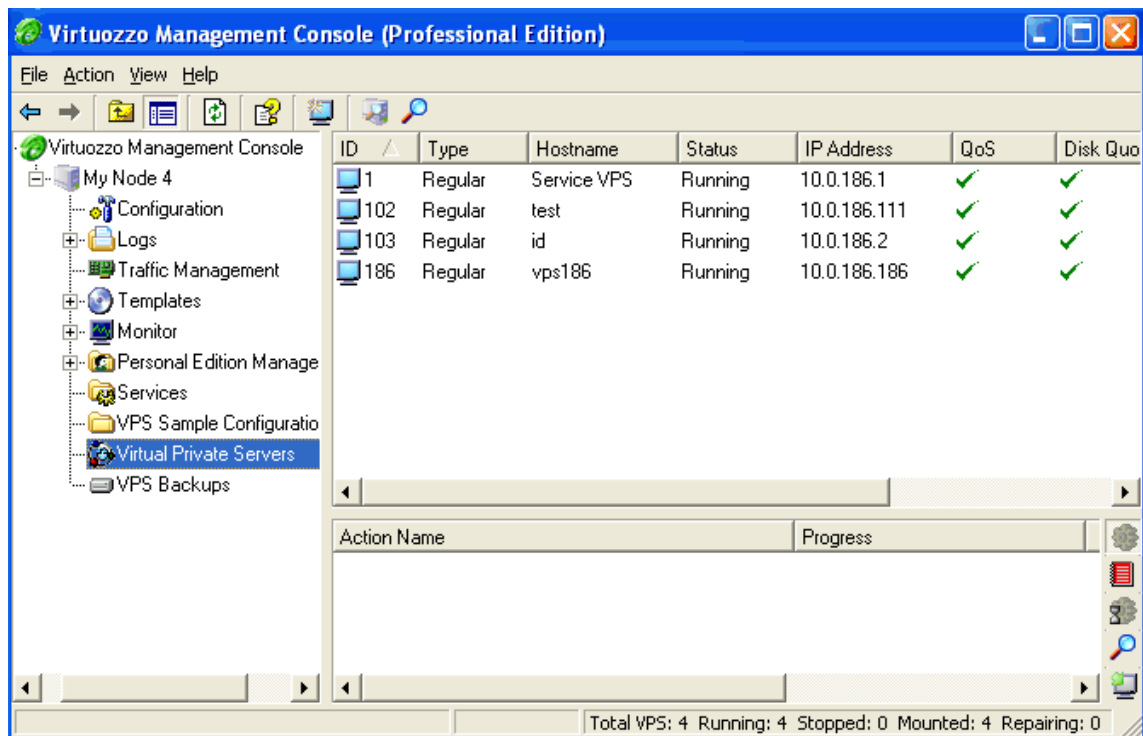 Virtuozzo Management Console (Professional Edition)
File Action View Help
Virtuozzo Management Console
My Node 4
Configuration
Logs
Traffic Management
Templates
Monitor
Personal Edition Manage
Services
VPS Sample Configuratio
Virtual Private Servers
VPS Backups
ID Type Hostname Status IP Address QoS Disk Quo
1 Regular Service VPS Running 10.0.186.1
102 Regular test Running 10.0.186.111
103 Regular id Running 10.0.186.2
186 Regular vps186 Running 10.0.186.186
Action Name Progress
Total VPS: 4 Running: 4 Stopped: 0 Mounted: 4 Repairing: 0